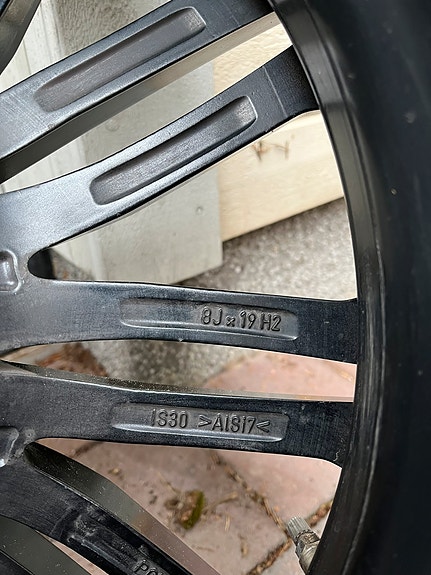 8J x 19 H2
IS30 >AlSi7<